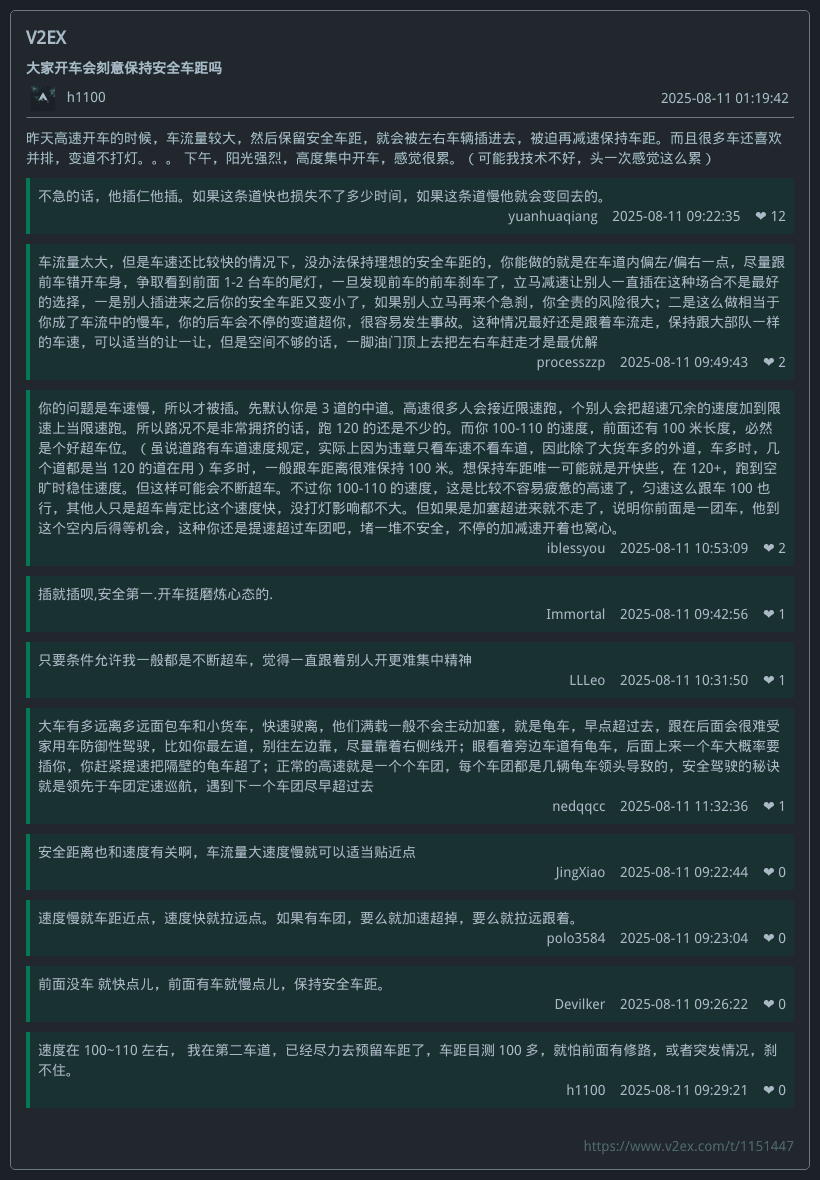 V2EX
大家开车会刻意保持安全车距吗
h1100
2025-08-11 01:19:42
昨天高速开车的时候，车流量较大，然后保留安全车距，就会被左右车辆插进去，被迫再减速保持车距。而且很多车还喜欢
并排，变道不打灯。。。 下午，阳光强烈，高度集中开车，感觉很累。（可能我技术不好，头一次感觉这么累）
不急的话，他插仁他插。如果这条道快也损失不了多少时间，如果这条道慢他就会变回去的。
yuanhuaqiang 2025-08-11 09:22:35 ❤ 12
车流量太大，但是车速还比较快的情况下，没办法保持理想的安全车距的，你能做的就是在车道内偏左/偏右一点，尽量跟
前车错开车身，争取看到前面 1-2 台车的尾灯，一旦发现前车的前车刹车了，立马减速让别人一直插在这种场合不是最好
的选择，一是别人插进来之后你的安全车距又变小了，如果别人立马再来个急刹，你全责的风险很大；二是这么做相当于
你成了车流中的慢车，你的后车会不停的变道超你，很容易发生事故。这种情况最好还是跟着车流走，保持跟大部队一样
的车速，可以适当的让一让，但是空间不够的话，一脚油门顶上去把左右车赶走才是最优解
processzzp 2025-08-11 09:49:43 ❤ 2
你的问题是车速慢，所以才被插。先默认你是 3 道的中道。高速很多人会接近限速跑，个别人会把超速冗余的速度加到限
速上当限速跑。所以路况不是非常拥挤的话，跑 120 的还是不少的。而你 100-110 的速度，前面还有 100 米长度，必然
是个好超车位。（虽说道路有车道速度规定，实际上因为违章只看车速不看车道，因此除了大货车多的外道，车多时，几
个道都是当 120 的道在用）车多时，一般跟车距离很难保持 100 米。想保持车距唯一可能就是开快些，在 120+，跑到空
旷时稳住速度。但这样可能会不断超车。不过你 100-110 的速度，这是比较不容易疲惫的高速了，匀速这么跟车 100 也
行，其他人只是超车肯定比这个速度快，没打灯影响都不大。但如果是加塞超进来就不走了，说明你前面是一团车，他到
这个空内后得等机会，这种你还是提速超过车团吧，堵一堆不安全，不停的加减速开着也窝心。
iblessyou 2025-08-11 10:53:09 ❤ 2
插就插呗,安全第一.开车挺磨炼心态的.
Immortal 2025-08-11 09:42:56 ❤ 1
只要条件允许我一般都是不断超车，觉得一直跟着别人开更难集中精神
LLLeo 2025-08-11 10:31:50 ❤ 1
大车有多远离多远面包车和小货车，快速驶离，他们满载一般不会主动加塞，就是龟车，早点超过去，跟在后面会很难受
家用车防御性驾驶，比如你最左道，别往左边靠，尽量靠着右侧线开；眼看着旁边车道有龟车，后面上来一个车大概率要
插你，你赶紧提速把隔壁的龟车超了；正常的高速就是一个个车团，每个车团都是几辆龟车领头导致的，安全驾驶的秘诀
就是领先于车团定速巡航，遇到下一个车团尽早超过去
nedqqcc 2025-08-11 11:32:36 ❤ 1
安全距离也和速度有关啊，车流量大速度慢就可以适当贴近点
JingXiao 2025-08-11 09:22:44 ❤ 0
速度慢就车距近点，速度快就拉远点。如果有车团，要么就加速超掉，要么就拉远跟着。
polo3584 2025-08-11 09:23:04 ❤ 0
前面没车 就快点儿，前面有车就慢点儿，保持安全车距。
Devilker 2025-08-11 09:26:22 ❤ 0
速度在 100~110 左右， 我在第二车道，已经尽力去预留车距了，车距目测 100 多，就怕前面有修路，或者突发情况，刹
不住。
h1100 2025-08-11 09:29:21 ❤ 0
https://www.v2ex.com/t/1151447